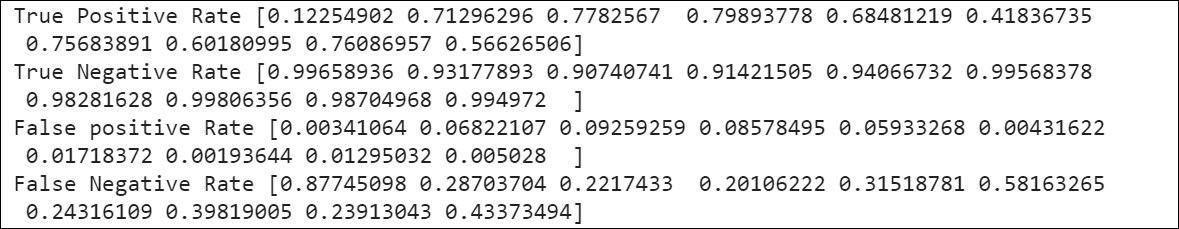 True Positive Rate [0.12254902 0.71296296 0.7782567  0.79893778 0.68481219 0.41836735
 0.75683891 0.60180995 0.76086957 0.56626506]
True Negative Rate [0.99658936 0.93177893 0.90740741 0.91421505 0.94066732 0.99568378
 0.98281628 0.99806356 0.98704968 0.994972  ]
False positive Rate [0.00341064 0.06822107 0.09259259 0.08578495 0.05933268 0.00431622
 0.01718372 0.00193644 0.01295032 0.005028  ]
False Negative Rate [0.87745098 0.28703704 0.2217433  0.20106222 0.31518781 0.58163265
 0.24316109 0.39819005 0.23913043 0.43373494]